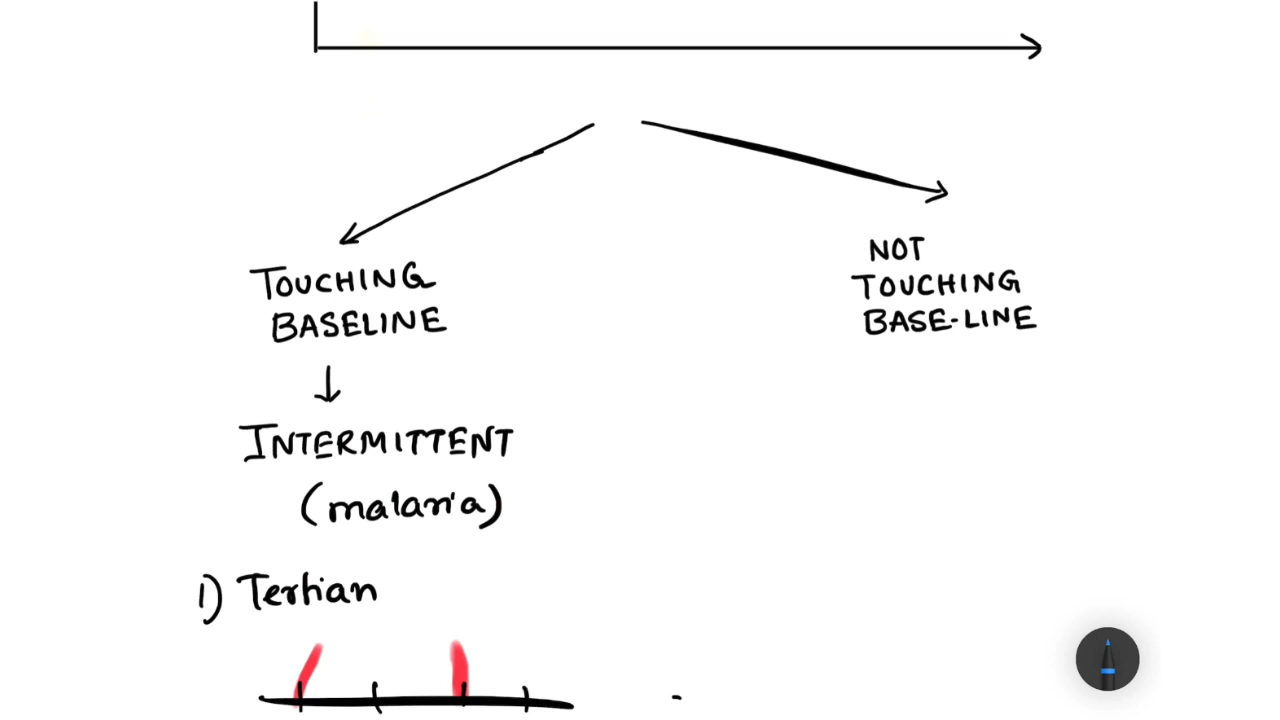 TOUCHING
BASELINE
NOT
TOUCHING
BASE-LINE
INTERMITTENT
(malaria)
1) Tertian